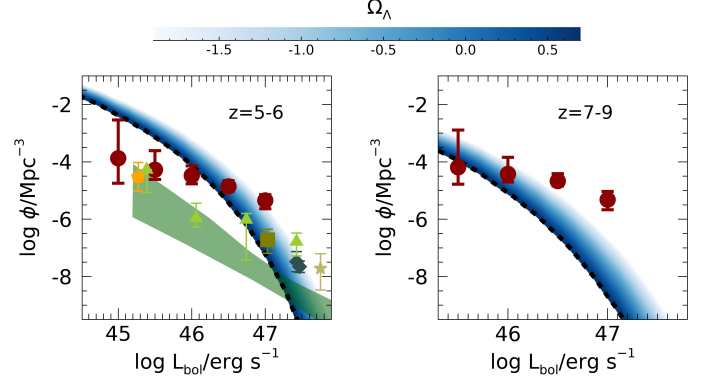 Ω_Λ
-1.5 -1.0 -0.5 0.0 0.5
z=5-6
z=7-9
log ϕ/Mpc⁻³
-2
-4
-6
-8
45 46 47
log L_bol/erg s⁻¹
log ϕ/Mpc⁻³
-2
-4
-6
-8
46 47
log L_bol/erg s⁻¹